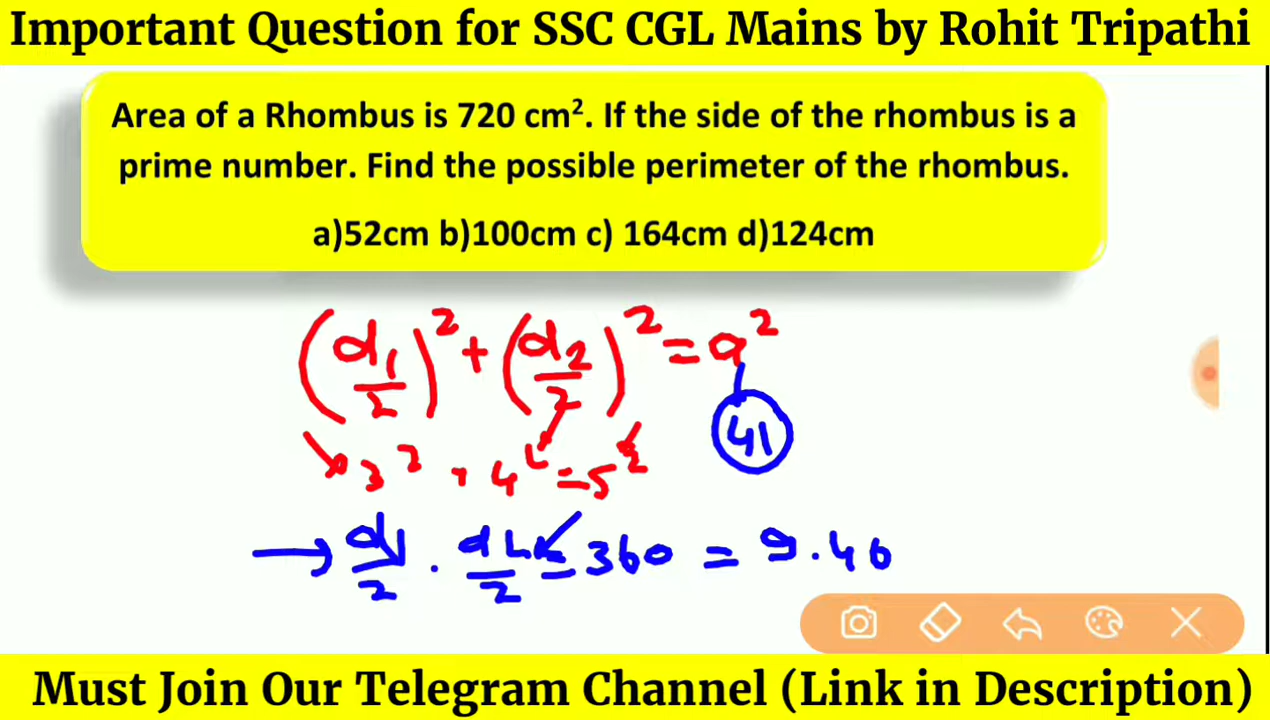 Important Question for SSC CGL Mains by Rohit Tripathi
Area of a Rhombus is 720 cm². If the side of the rhombus is a
prime number. Find the possible perimeter of the rhombus.
a)52cm b)100cm c) 164cm d)124cm
(d₁/2)² + (d₂/2)² = a²
41
3² + 4² = 5²
→ d₁/2 . d₂/2 = 360 = 9.40
Must Join Our Telegram Channel (Link in Description)